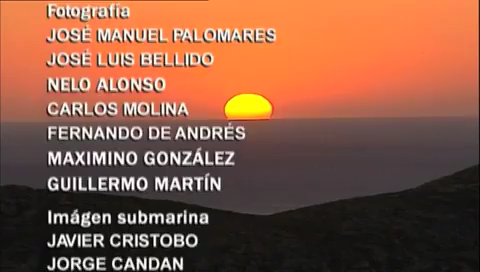 Fotografía
JOSÉ MANUEL PALOMARES
JOSÉ LUIS BELLIDO
NELO ALONSO
CARLOS MOLINA
FERNANDO DE ANDRÉS
MAXIMINO GONZÁLEZ
GUILLERMO MARTÍN
Imágen submarina
JAVIER CRISTOBO
JORGE CANDAN